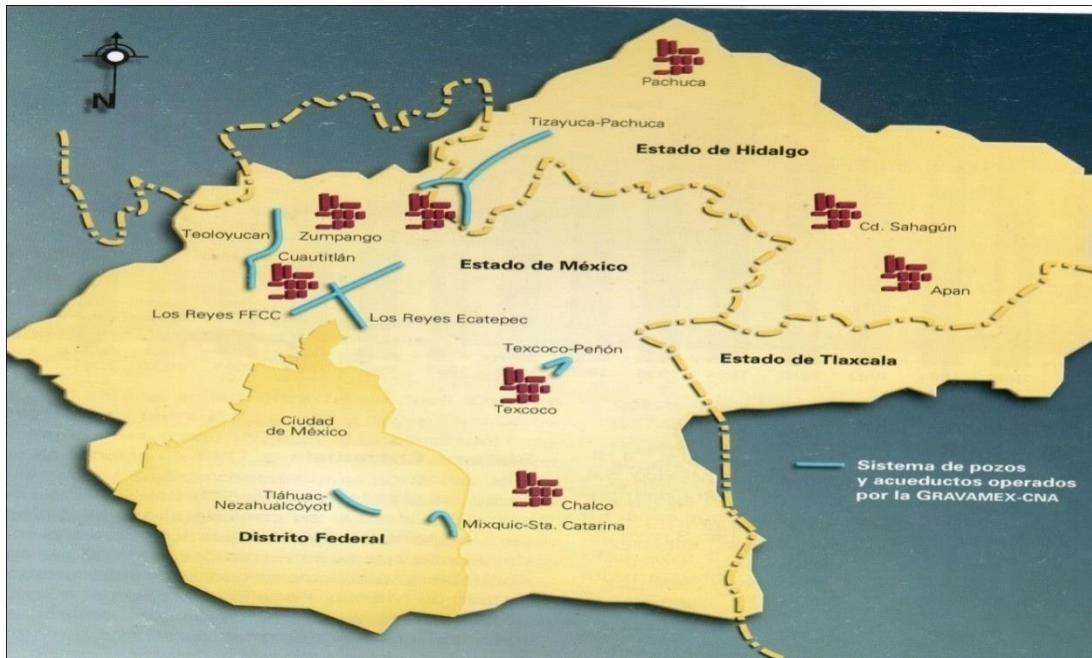 N
Pachuca
Tizayuca-Pachuca
Estado de Hidalgo
Teoloyucan
Zumpango
Cd. Sahagún
Cuautitlán
Estado de México
Apan
Los Reyes FFCC
Los Reyes Ecatepec
Texcoco-Peñón
Estado de Tlaxcala
Texcoco
Ciudad
de México
Sistema de pozos
y acueductos operados
por la GRAVAMEX-CNA
Tláhuac-
Nezahualcóyotl
Chalco
Mixquic-Sta. Catarina
Distrito Federal